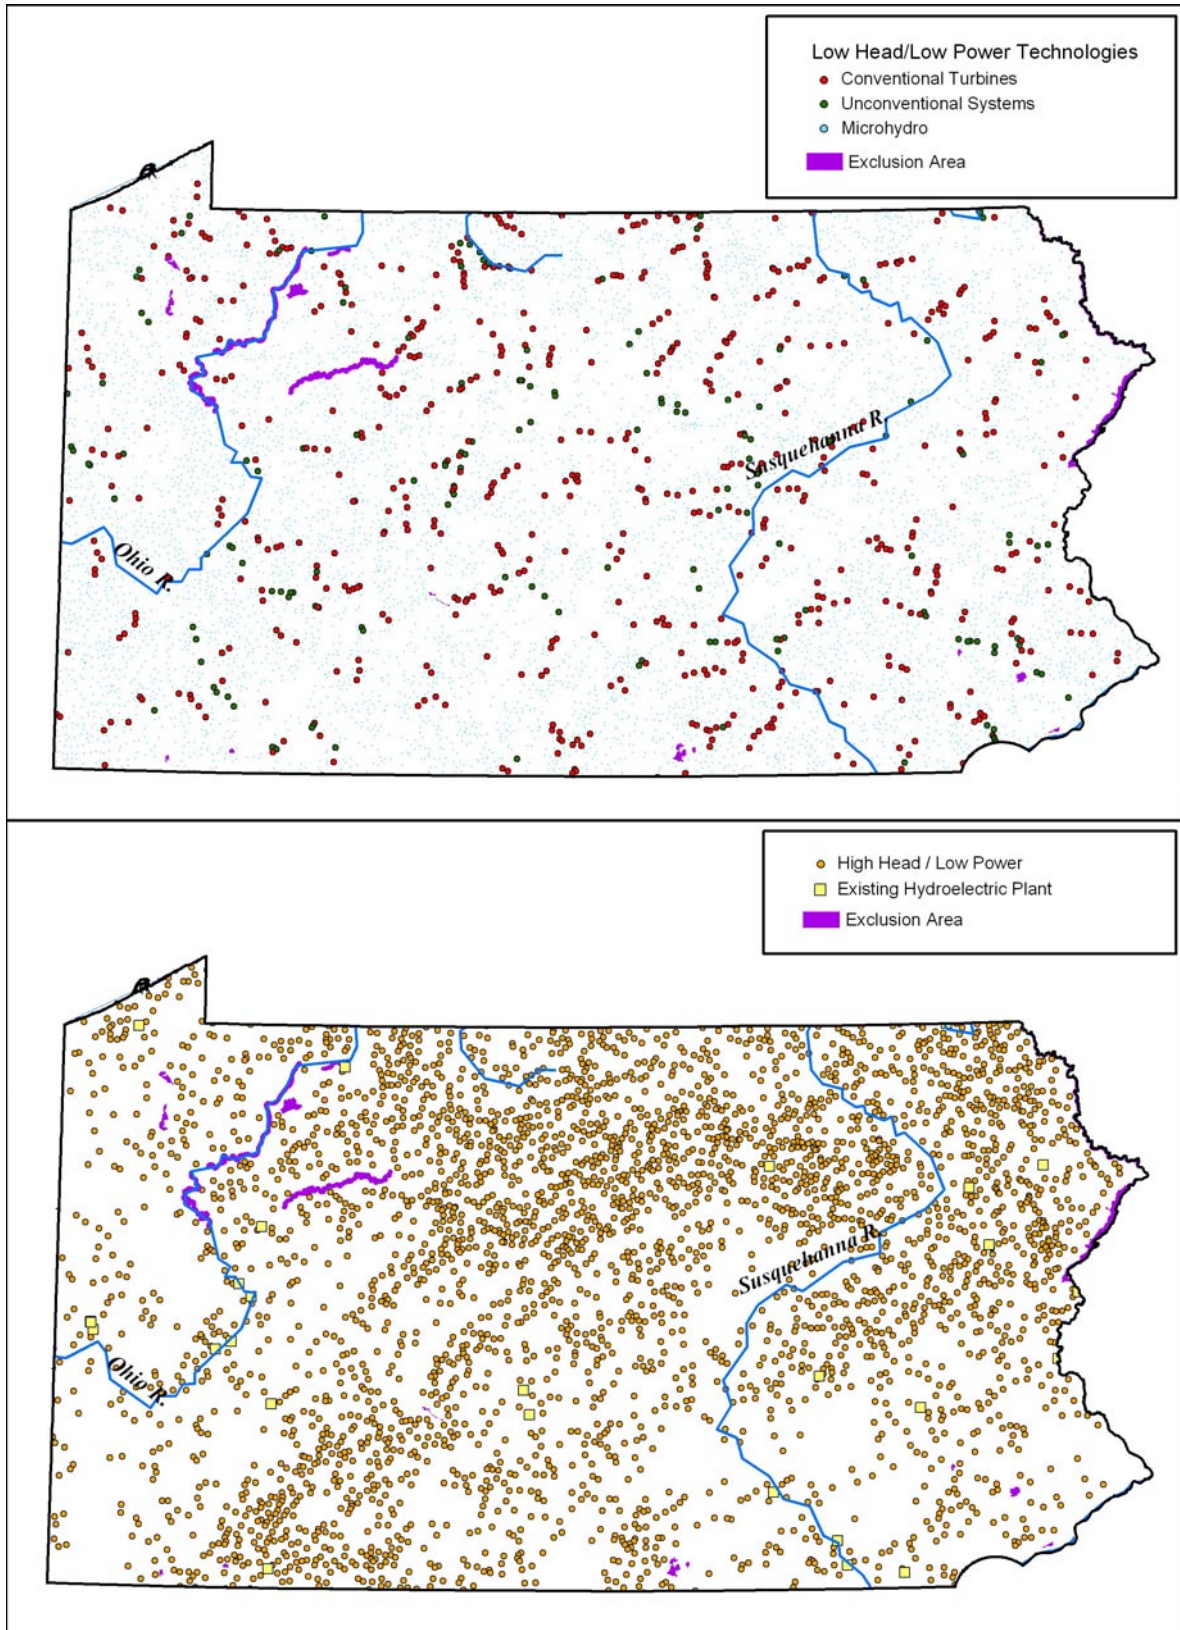 Low Head/Low Power Technologies
Conventional Turbines
Unconventional Systems
Microhydro
Exclusion Area
Susquehanna R.
Ohio R.
High Head / Low Power
Existing Hydroelectric Plant
Exclusion Area
Susquehanna R.
Ohio R.